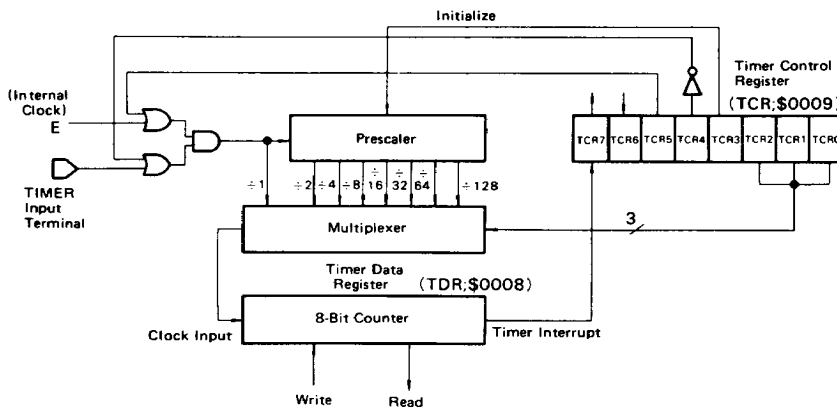 Initialize
Timer Control
Register
(TCR;$0009)
(Internal
Clock)
E
TIMER
Input
Terminal
Prescaler
TCR7 TCR6 TCR5 TCR4 TCR3 TCR2 TCR1
÷1 ÷2 ÷4 ÷8 ÷16 ÷32 ÷64 ÷128
Multiplexer
3
Timer Data
Register
(TDR;$0008)
8-Bit Counter
Clock Input
Timer Interrupt
Write
Read